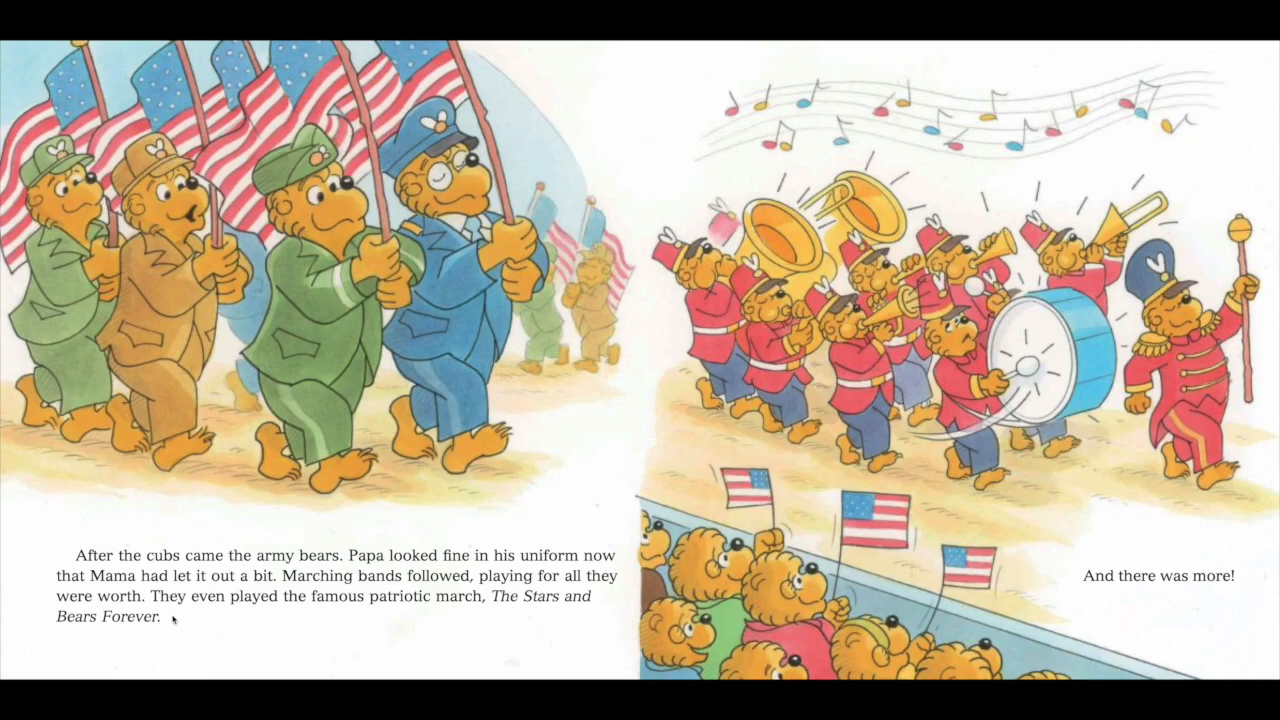 After the cubs came the army bears. Papa looked fine in his uniform now
that Mama had let it out a bit. Marching bands followed, playing for all they
were worth. They even played the famous patriotic march, The Stars and
Bears Forever.
And there was more!